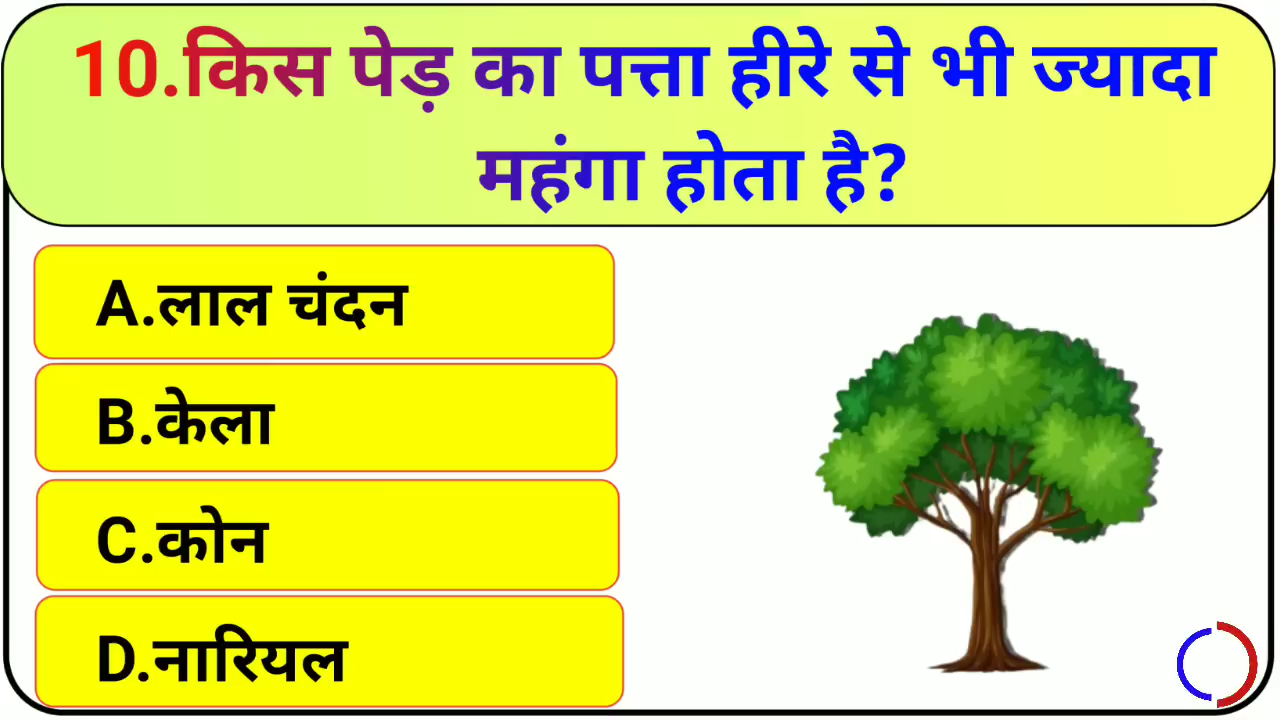 10.किस पेड़ का पत्ता हीरे से भी ज्यादा
महंगा होता है?
A.लाल चंदन
B.केला
C.कोन
D.नारियल